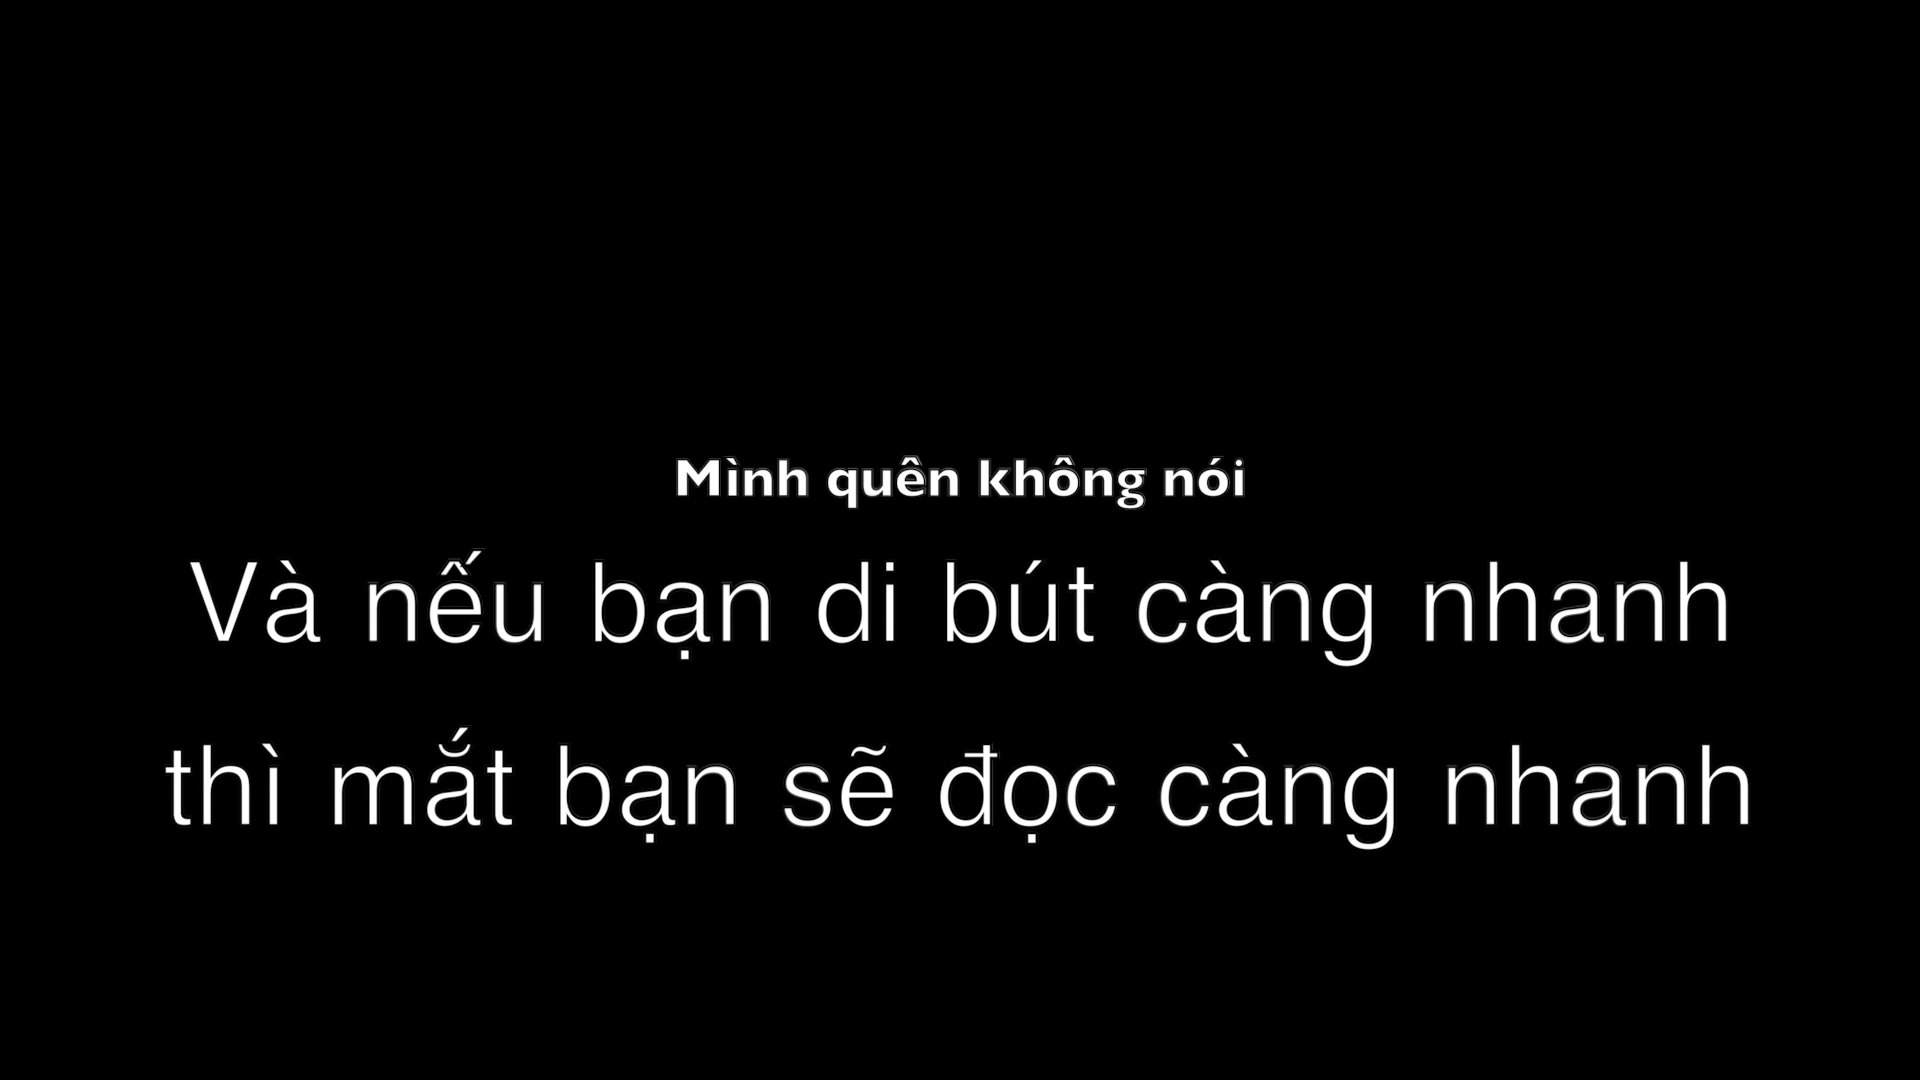 Mình quên không nói
Và nếu bạn di bút càng nhanh
thì mắt bạn sẽ đọc càng nhanh